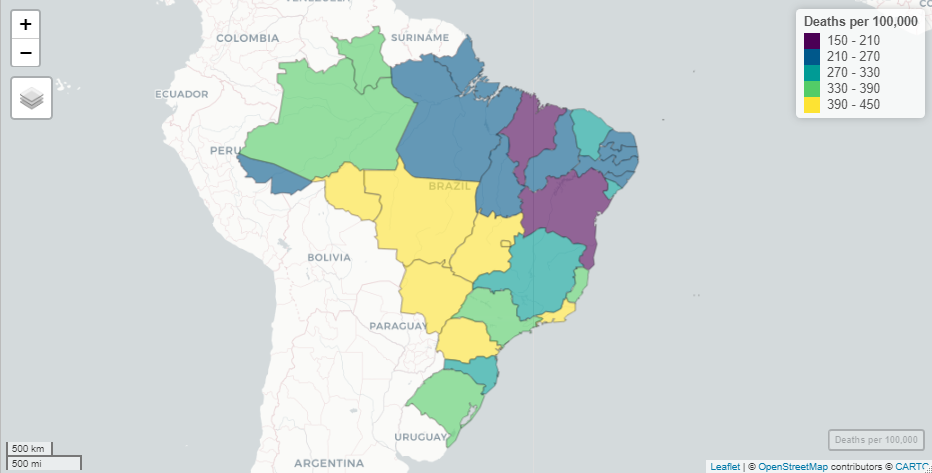 +
−
VENEZUELA
COLOMBIA
SURINAME
ECUADOR
PERU
BRAZIL
BOLIVIA
PARAGUAY
URUGUAY
ARGENTINA
Deaths per 100,000
150 - 210
210 - 270
270 - 330
330 - 390
390 - 450
500 km
500 mi
Deaths per 100,000
Leaflet | © OpenStreetMap contributors © CARTO